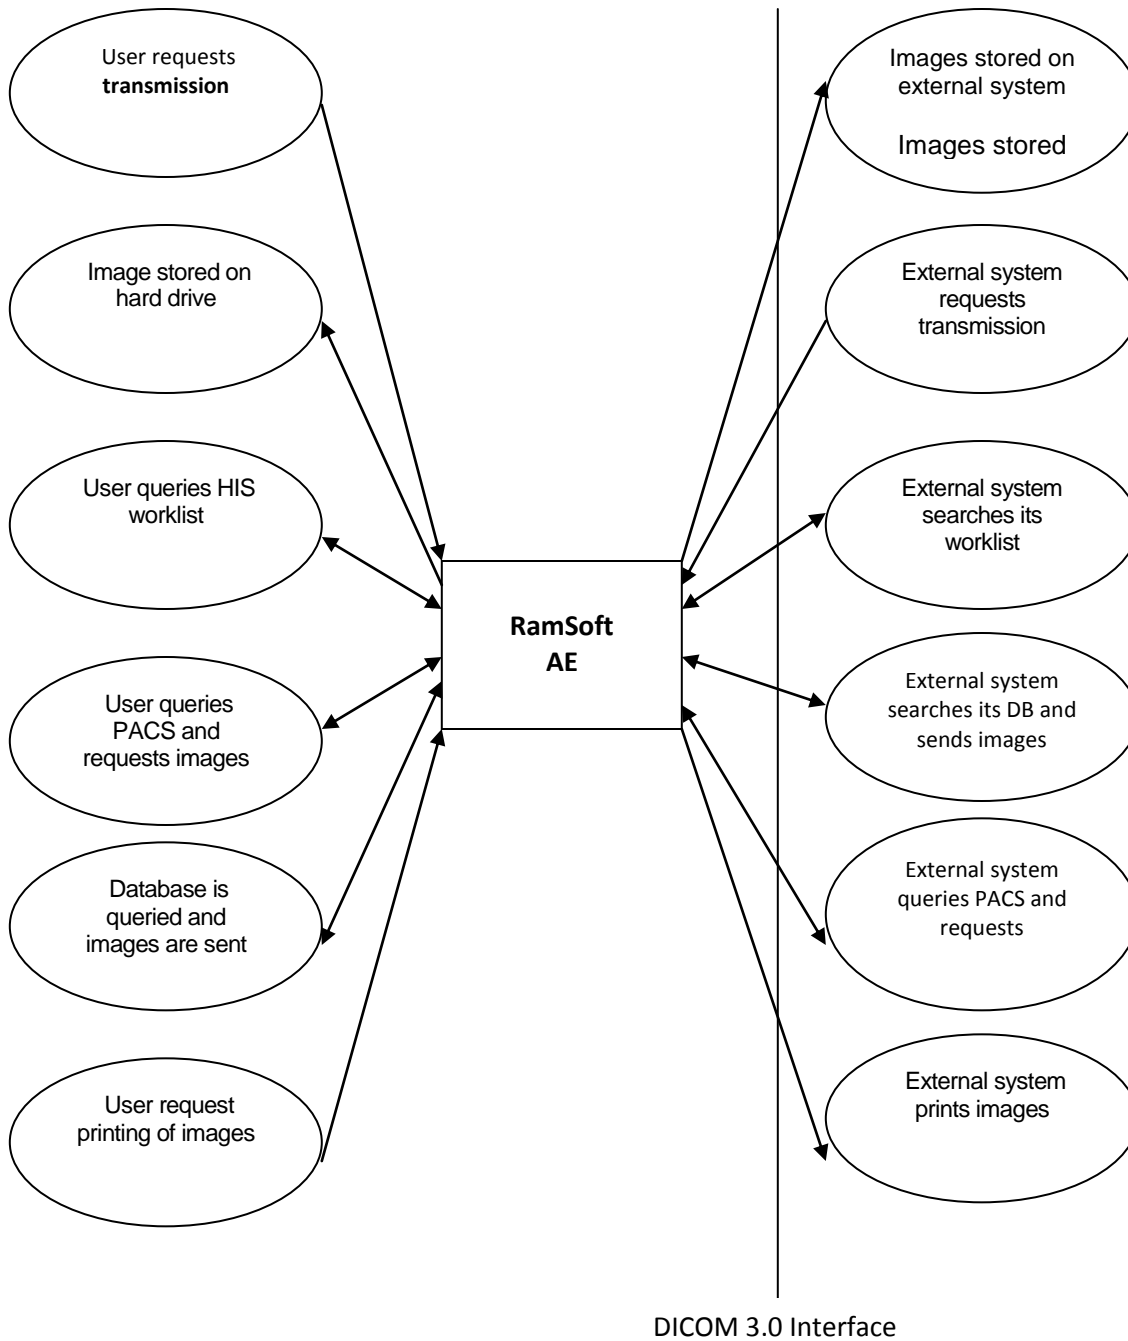 User requests
transmission
Image stored on
hard drive
User queries HIS
worklist
User queries
PACS and
requests images
Database is
queried and
images are sent
User request
printing of images
RamSoft
AE
Images stored on
external system
Images stored
External system
requests
transmission
External system
searches its
worklist
External system
searches its DB and
sends images
External system
queries PACS and
requests
External system
prints images
DICOM 3.0 Interface